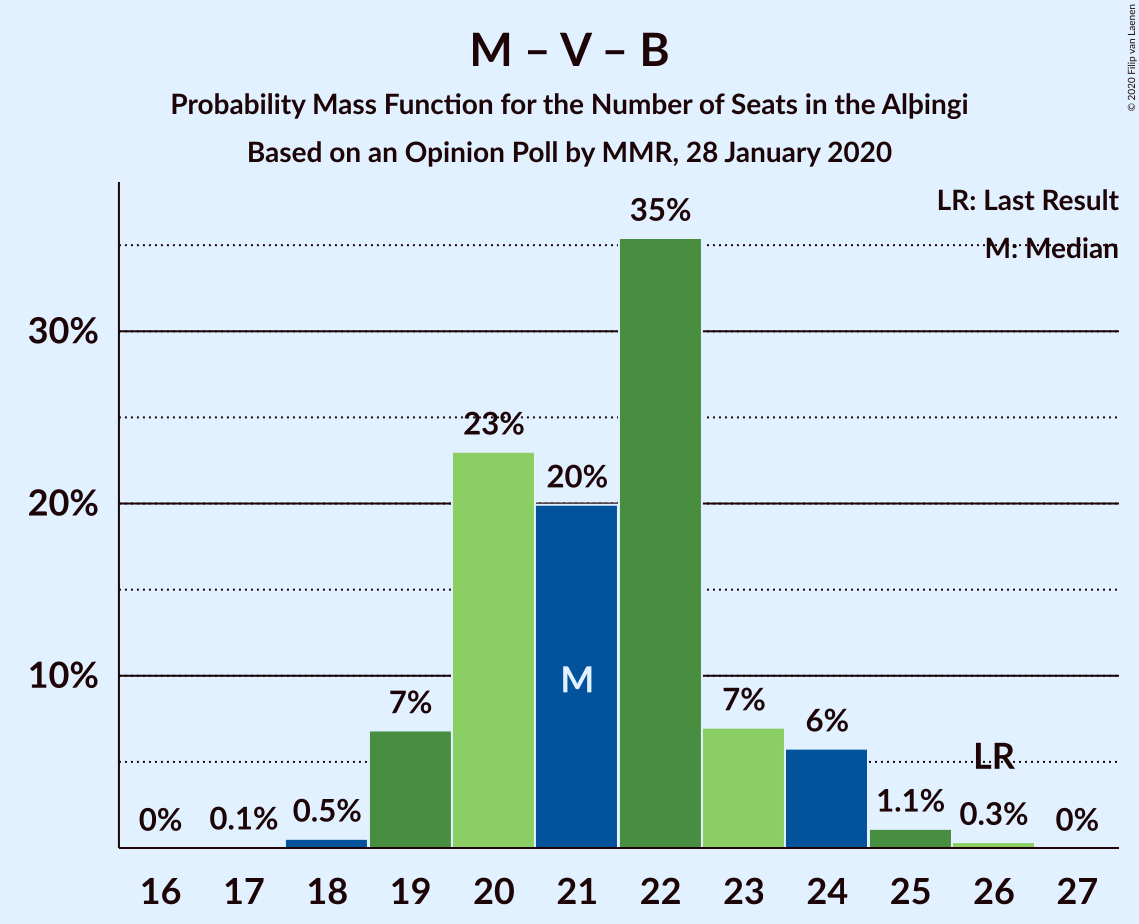 M – V – B
Probability Mass Function for the Number of Seats in the Alþingi
Based on an Opinion Poll by MMR, 28 January 2020
© 2020 Filip van Laenen
LR: Last Result
M: Median
30%
20%
10%
0%
0.1%
0.5%
7%
23%
20%
35%
7%
6%
1.1%
0.3%
0%
M
LR
16 17 18 19 20 21 22 23 24 25 26 27